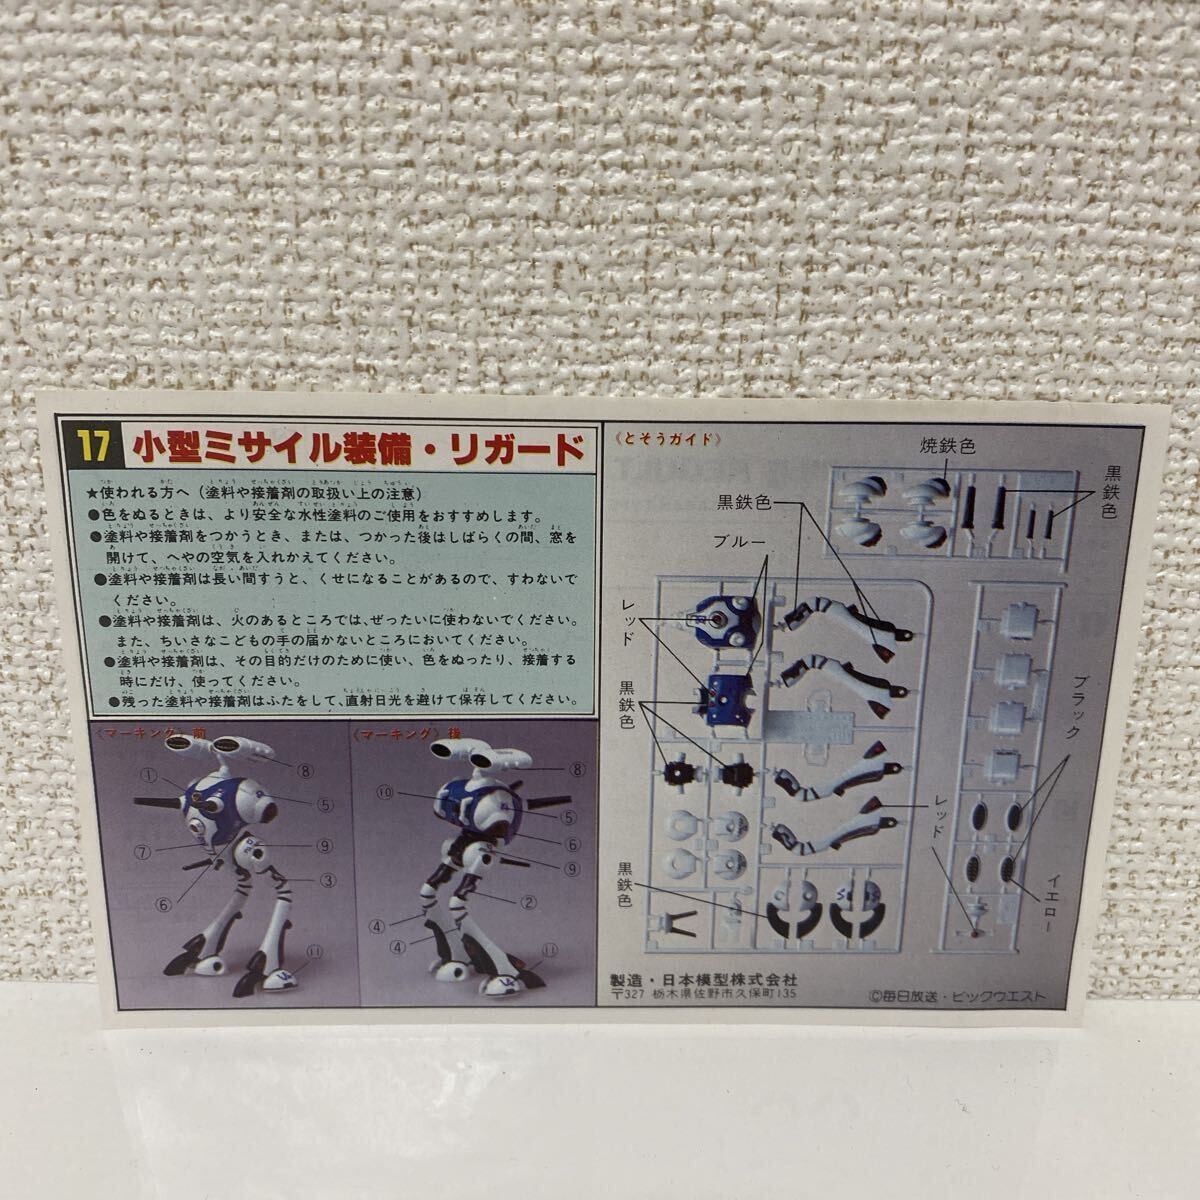 17 小型ミサイル装備・リガード
★使われる方へ（塗料や接着剤の取扱い上の注意）
●色をぬるときは、より安全な水性塗料のご使用をおすすめします。
●塗料や接着剤をつかうとき、または、つかった後はしばらくの間、窓を
開けて、へやの空気を入れかえてください。
●塗料や接着剤は長い間すうと、くせになることがあるので、すわないで
ください。
●塗料や接着剤は、火のあるところでは、ぜったいに使わないでください。
また、ちいさなこどもの手の届かないところにおいてください。
●塗料や接着剤は、その目的だけのために使い、色をぬったり、接着する
時にだけ、使ってください。
●残った塗料や接着剤はふたをして、直射日光を避けて保存してください。
《マーキング》前
①
⑧
⑤
⑦
⑨
③
⑥
⑪
《マーキング》後
⑧
⑩
⑤
⑥
⑨
②
④
④
⑪
《とそうガイド》
焼鉄色
黒鉄色
黒鉄色
ブルー
レッド
黒鉄色
ブラック
レッド
黒鉄色
イエロー
製造・日本模型株式会社
〒327 栃木県佐野市久保町135
©毎日放送・ビックウエスト